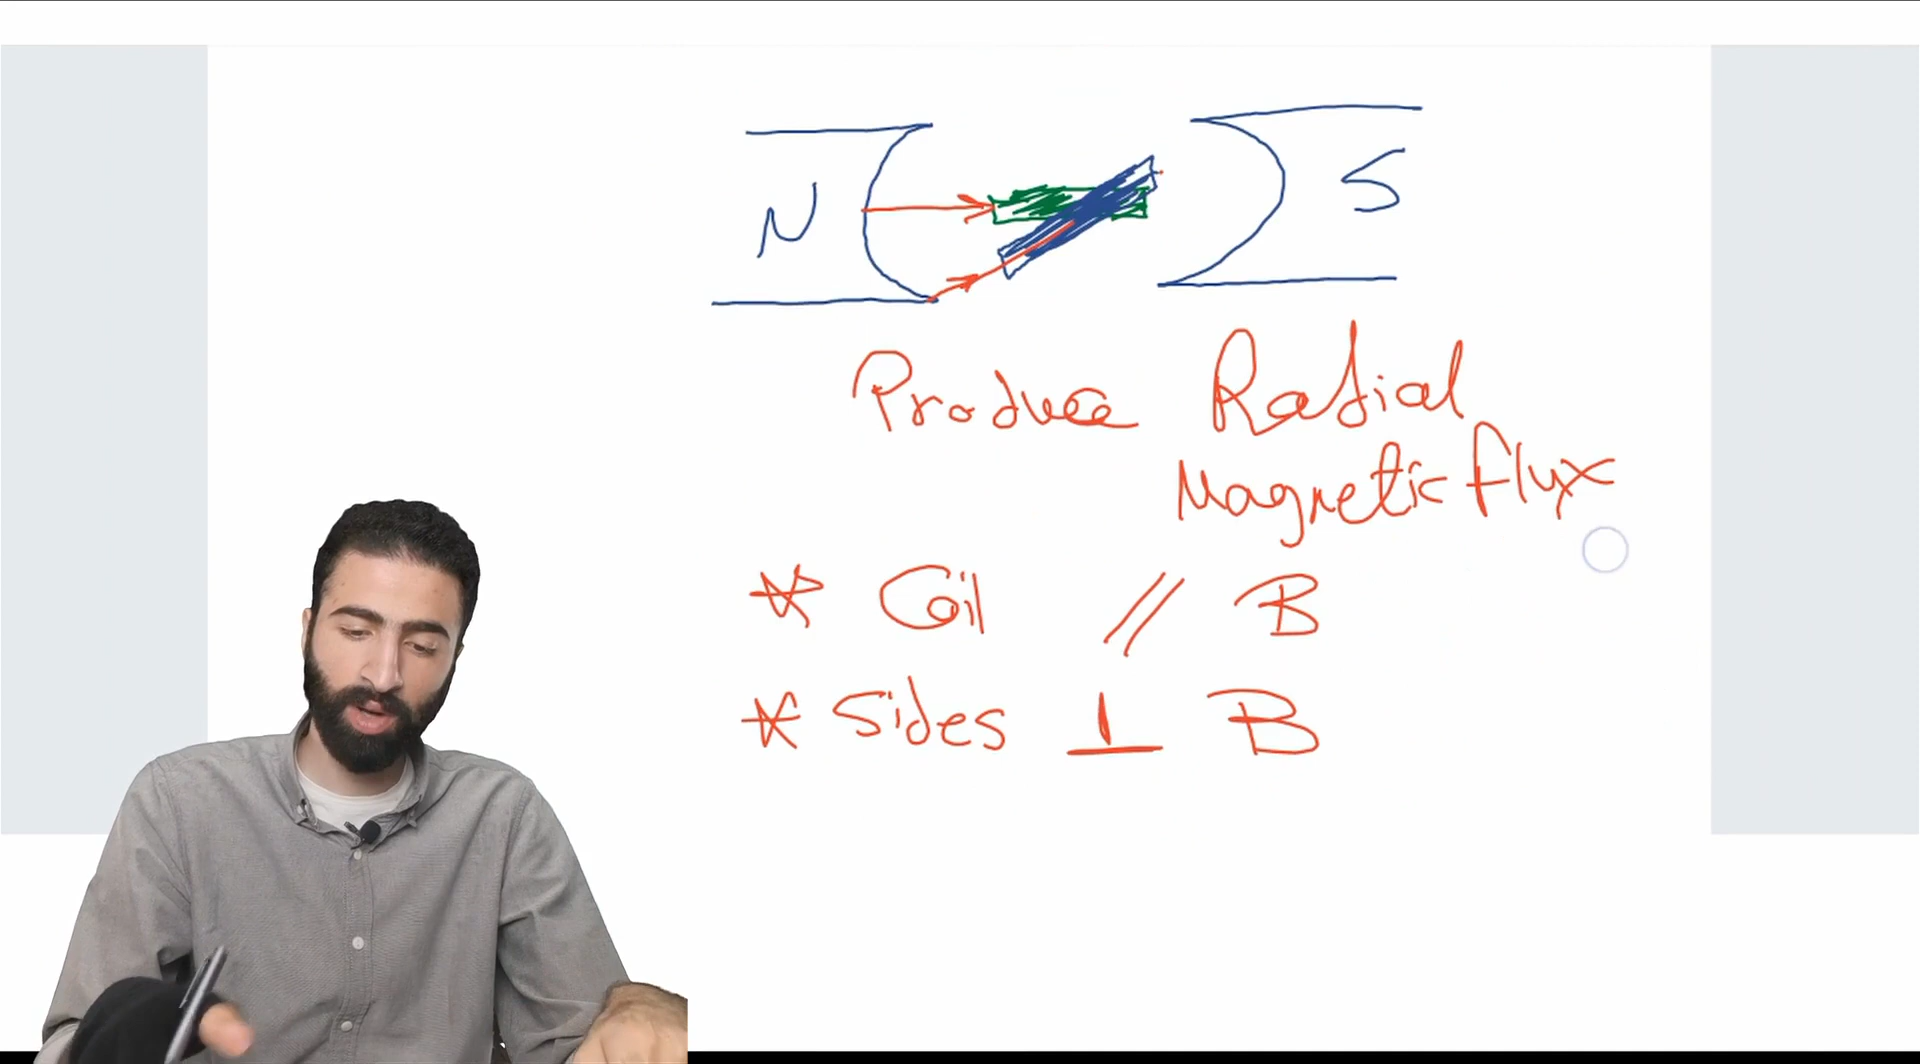 N S
Produce Radial
Magnetic flux
* Coil // B
* Sides ⊥ B